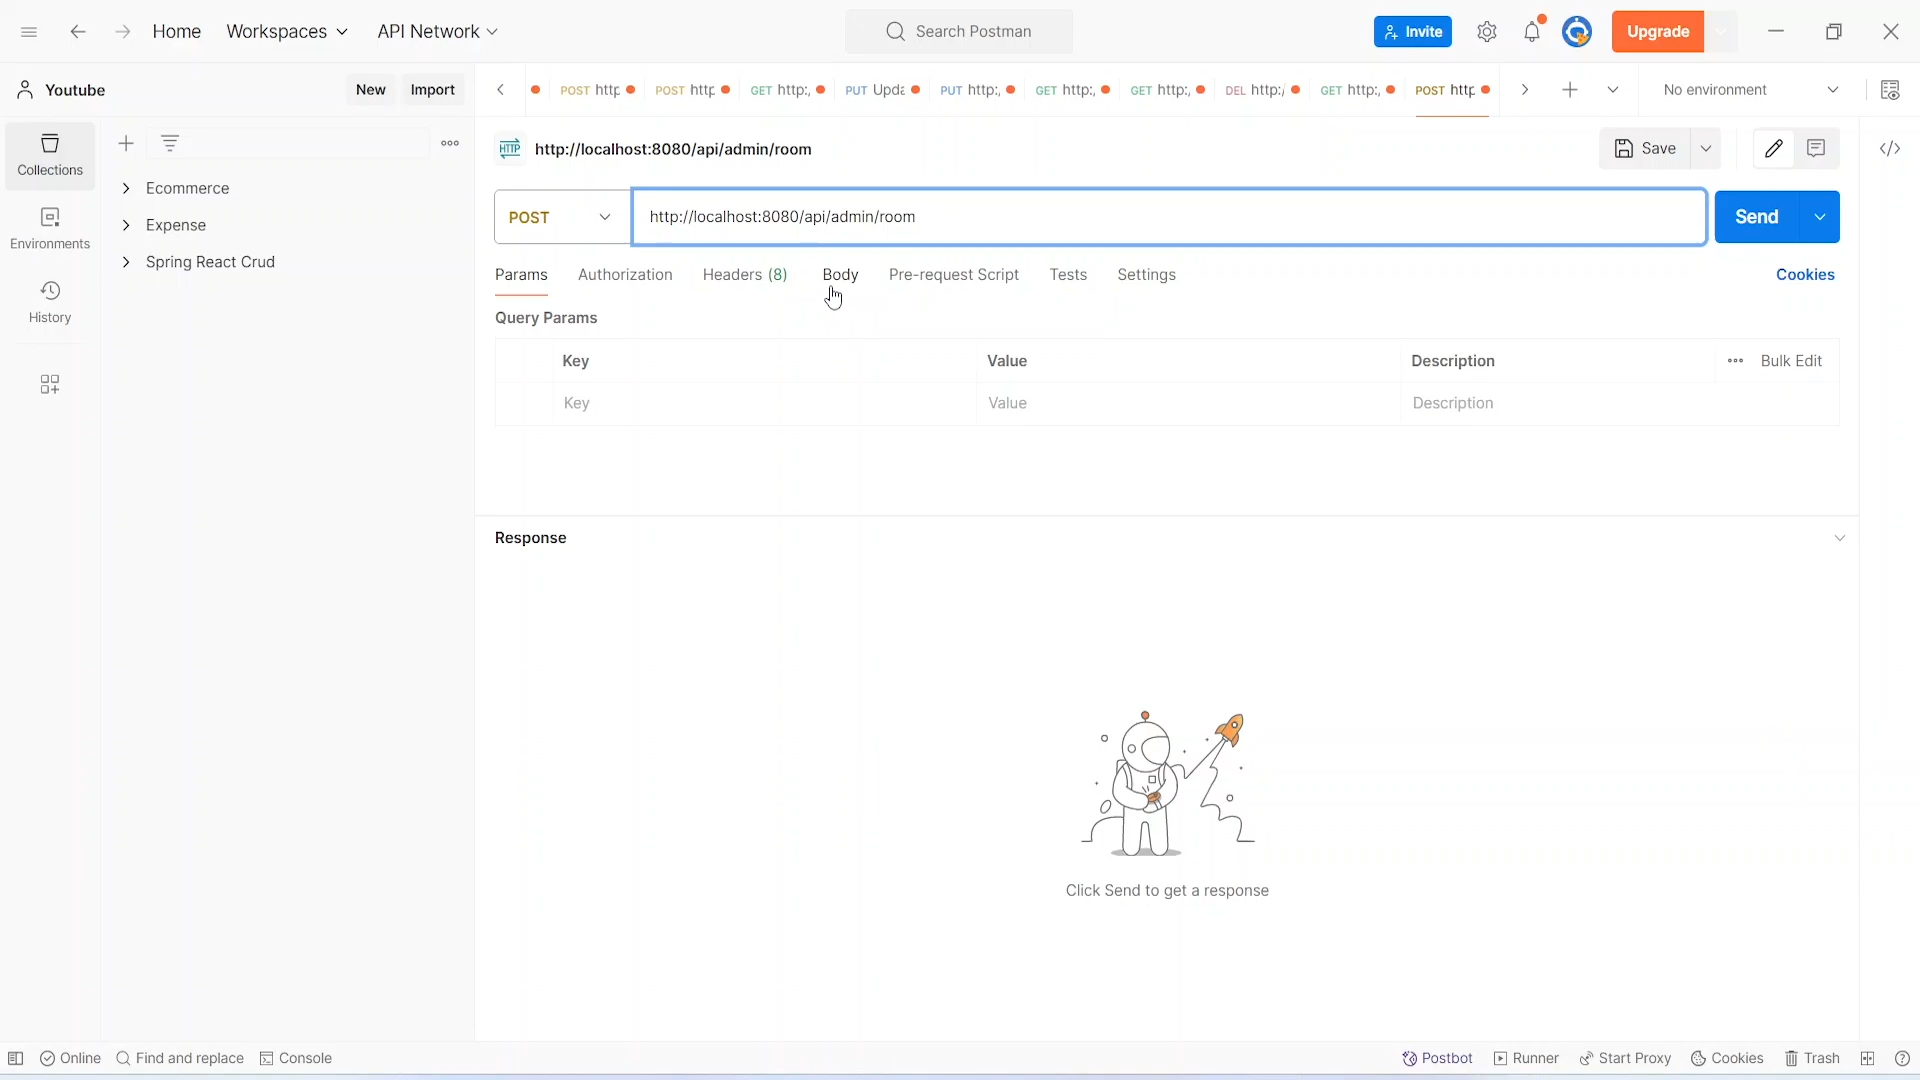 Home Workspaces API Network Search Postman Invite Upgrade
Youtube New Import POST http POST http GET http:, PUT Upda PUT http:, GET http:, GET http:, DEL http:/ GET http:, POST http No environment
Collections
Environments
History
Ecommerce
Expense
Spring React Crud
HTTP http://localhost:8080/api/admin/room Save
POST http://localhost:8080/api/admin/room Send
Params Authorization Headers (8) Body Pre-request Script Tests Settings Cookies
Query Params
Key Value Description Bulk Edit
Key Value Description
Response
Click Send to get a response
Online Find and replace Console Postbot Runner Start Proxy Cookies Trash